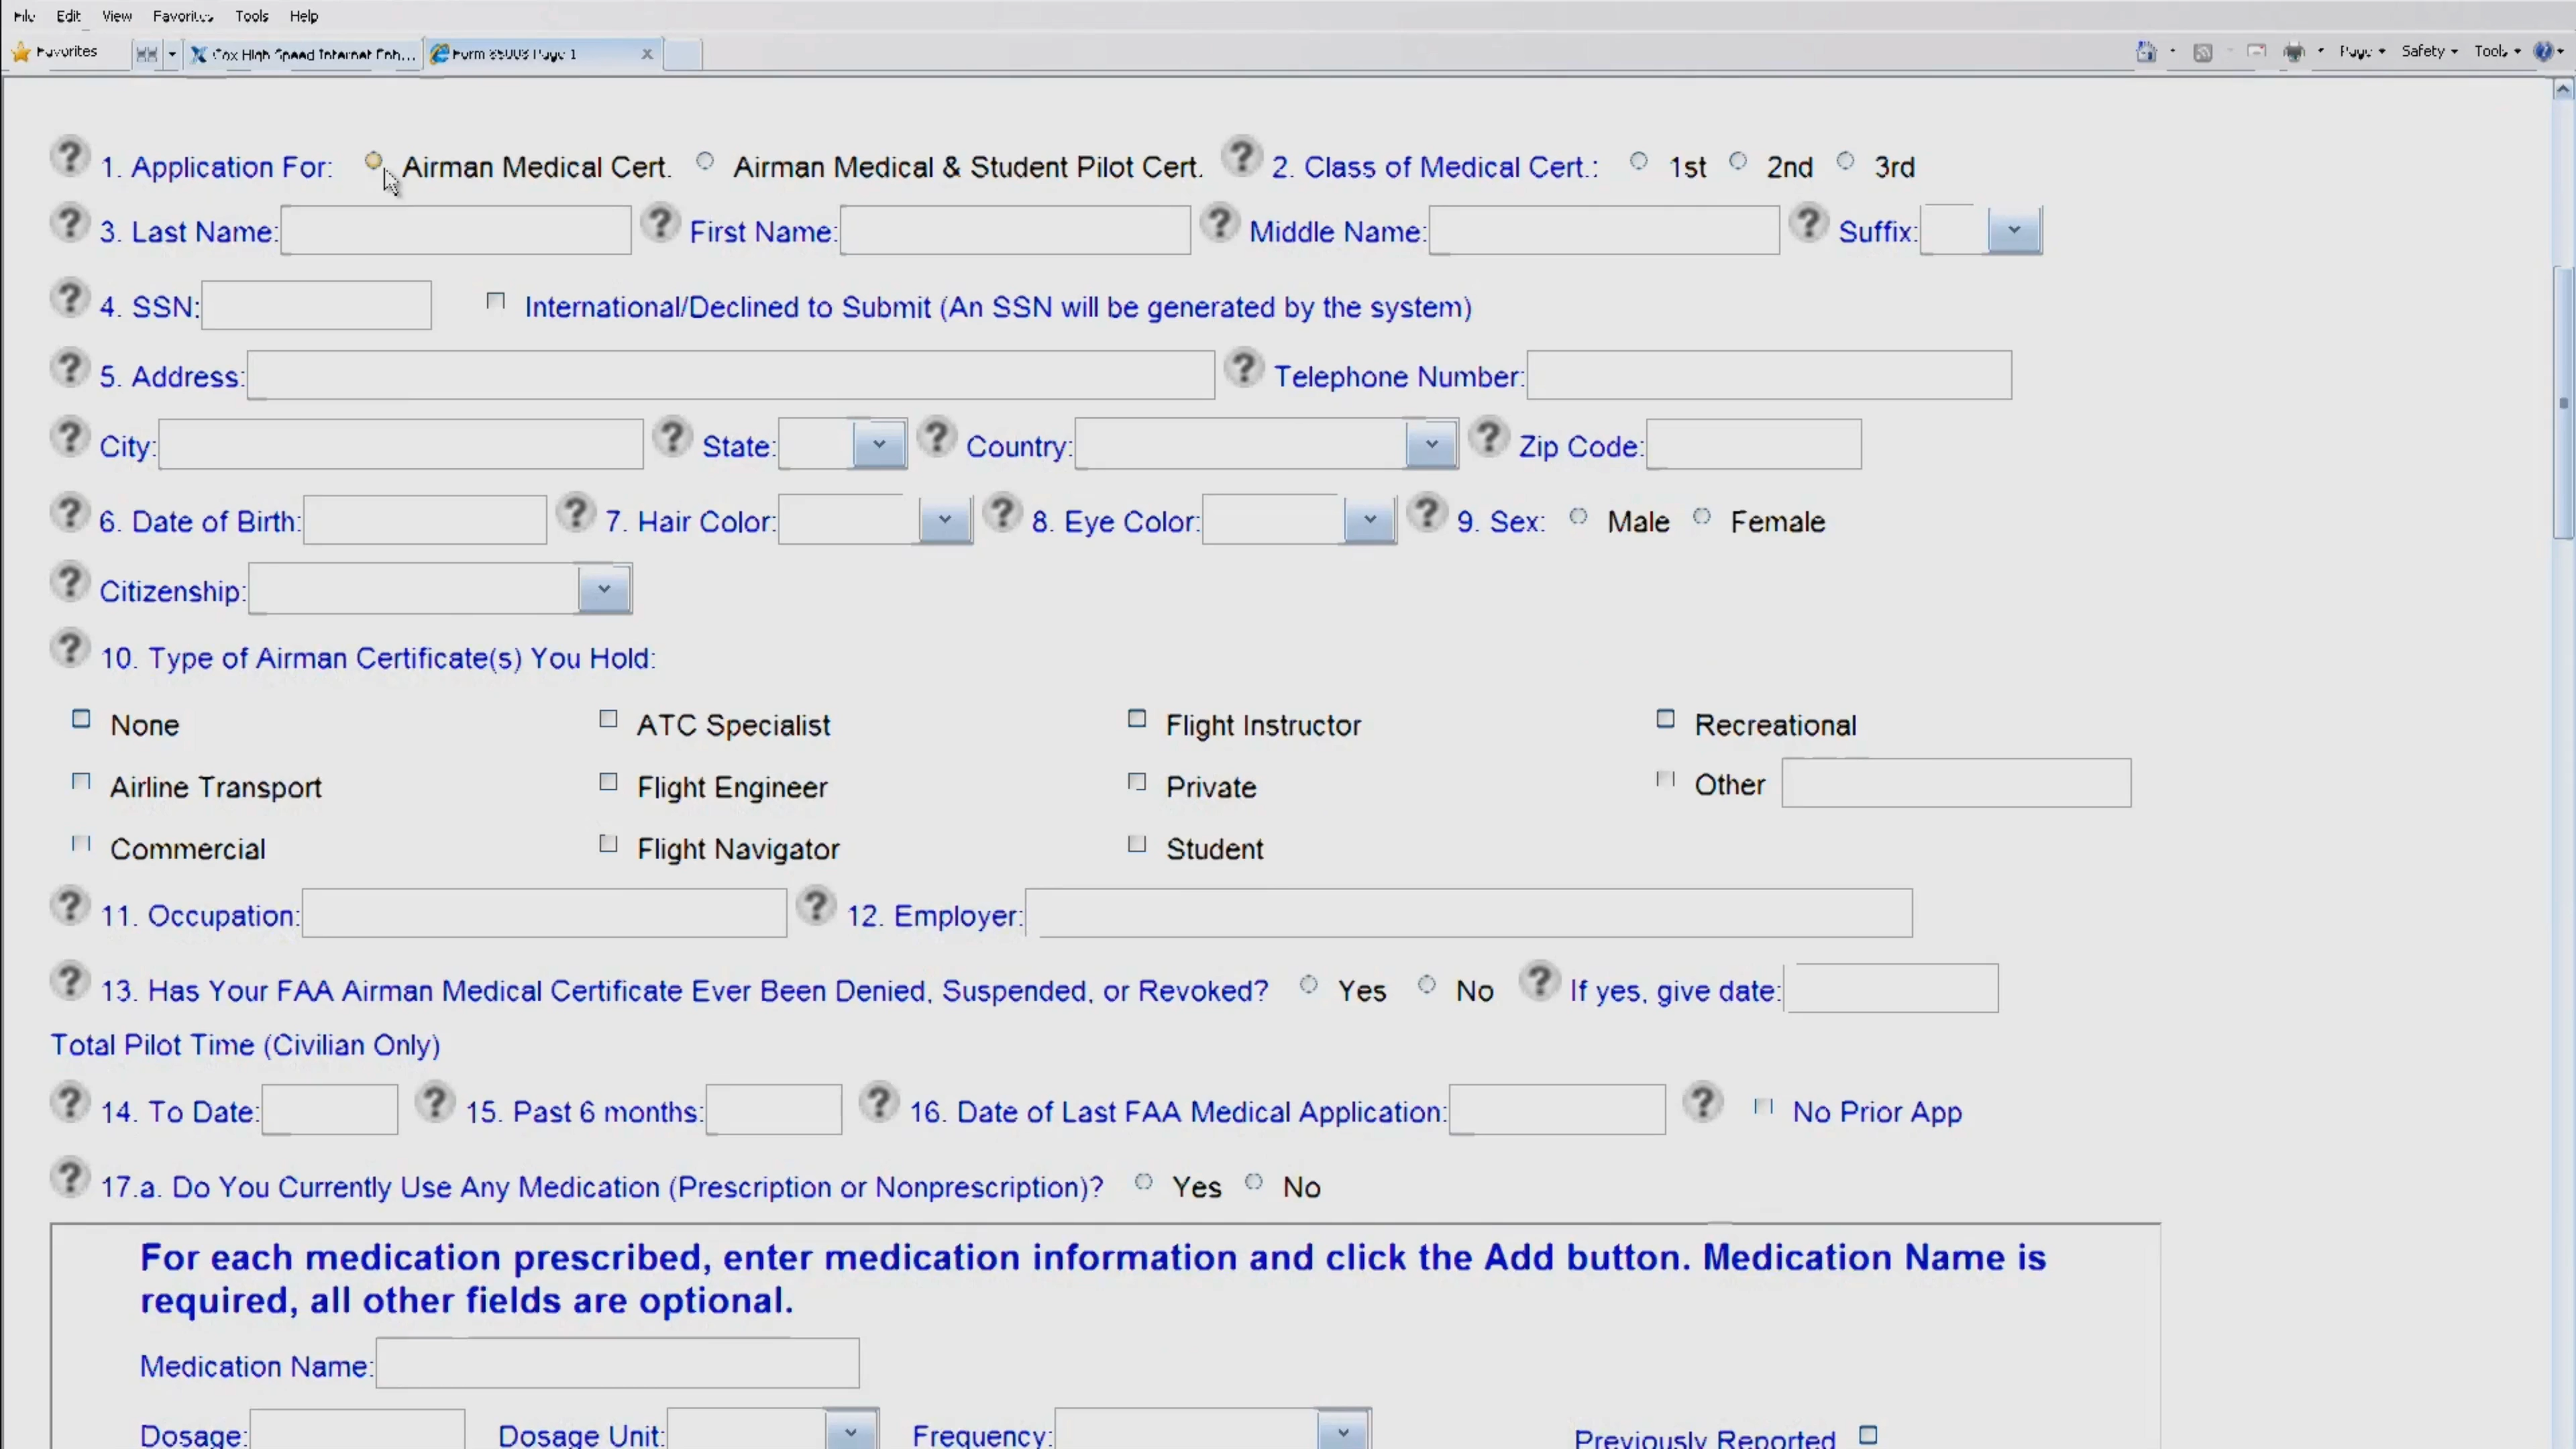 File Edit View Favorites Tools Help
Favorites Cox High Speed Internet Enh... Form 8500-8 Page 1 Page Safety Tools
1. Application For: Airman Medical Cert. Airman Medical & Student Pilot Cert. 2. Class of Medical Cert.: 1st 2nd 3rd
3. Last Name: First Name: Middle Name: Suffix:
4. SSN: International/Declined to Submit (An SSN will be generated by the system)
5. Address: Telephone Number:
City: State: Country: Zip Code:
6. Date of Birth: 7. Hair Color: 8. Eye Color: 9. Sex: Male Female
Citizenship:
10. Type of Airman Certificate(s) You Hold:
None ATC Specialist Flight Instructor Recreational
Airline Transport Flight Engineer Private Other
Commercial Flight Navigator Student
11. Occupation: 12. Employer:
13. Has Your FAA Airman Medical Certificate Ever Been Denied, Suspended, or Revoked? Yes No If yes, give date:
Total Pilot Time (Civilian Only)
14. To Date: 15. Past 6 months: 16. Date of Last FAA Medical Application: No Prior App
17.a. Do You Currently Use Any Medication (Prescription or Nonprescription)? Yes No
For each medication prescribed, enter medication information and click the Add button. Medication Name is
required, all other fields are optional.
Medication Name:
Dosage: Dosage Unit: Frequency: Previously Reported